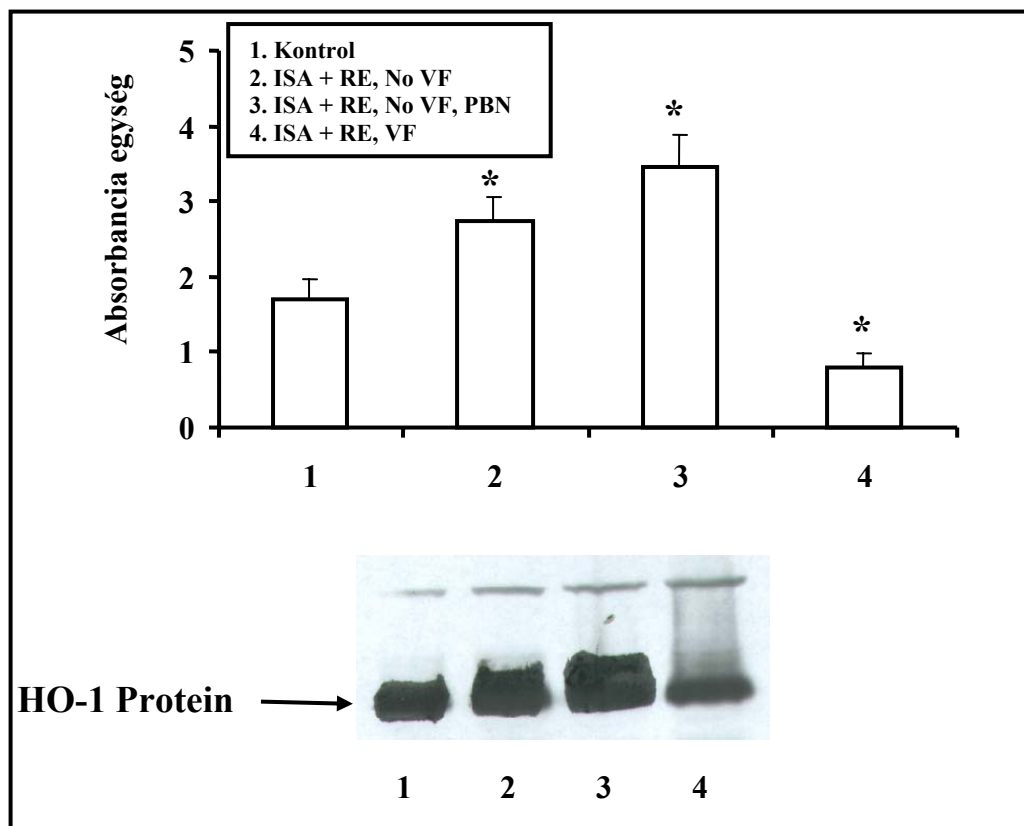 Absorbancia egység
5
4
3
2
1
0
1. Kontrol
2. ISA + RE, No VF
3. ISA + RE, No VF, PBN
4. ISA + RE, VF
*
*
*
1 2 3 4
HO-1 Protein
1 2 3 4